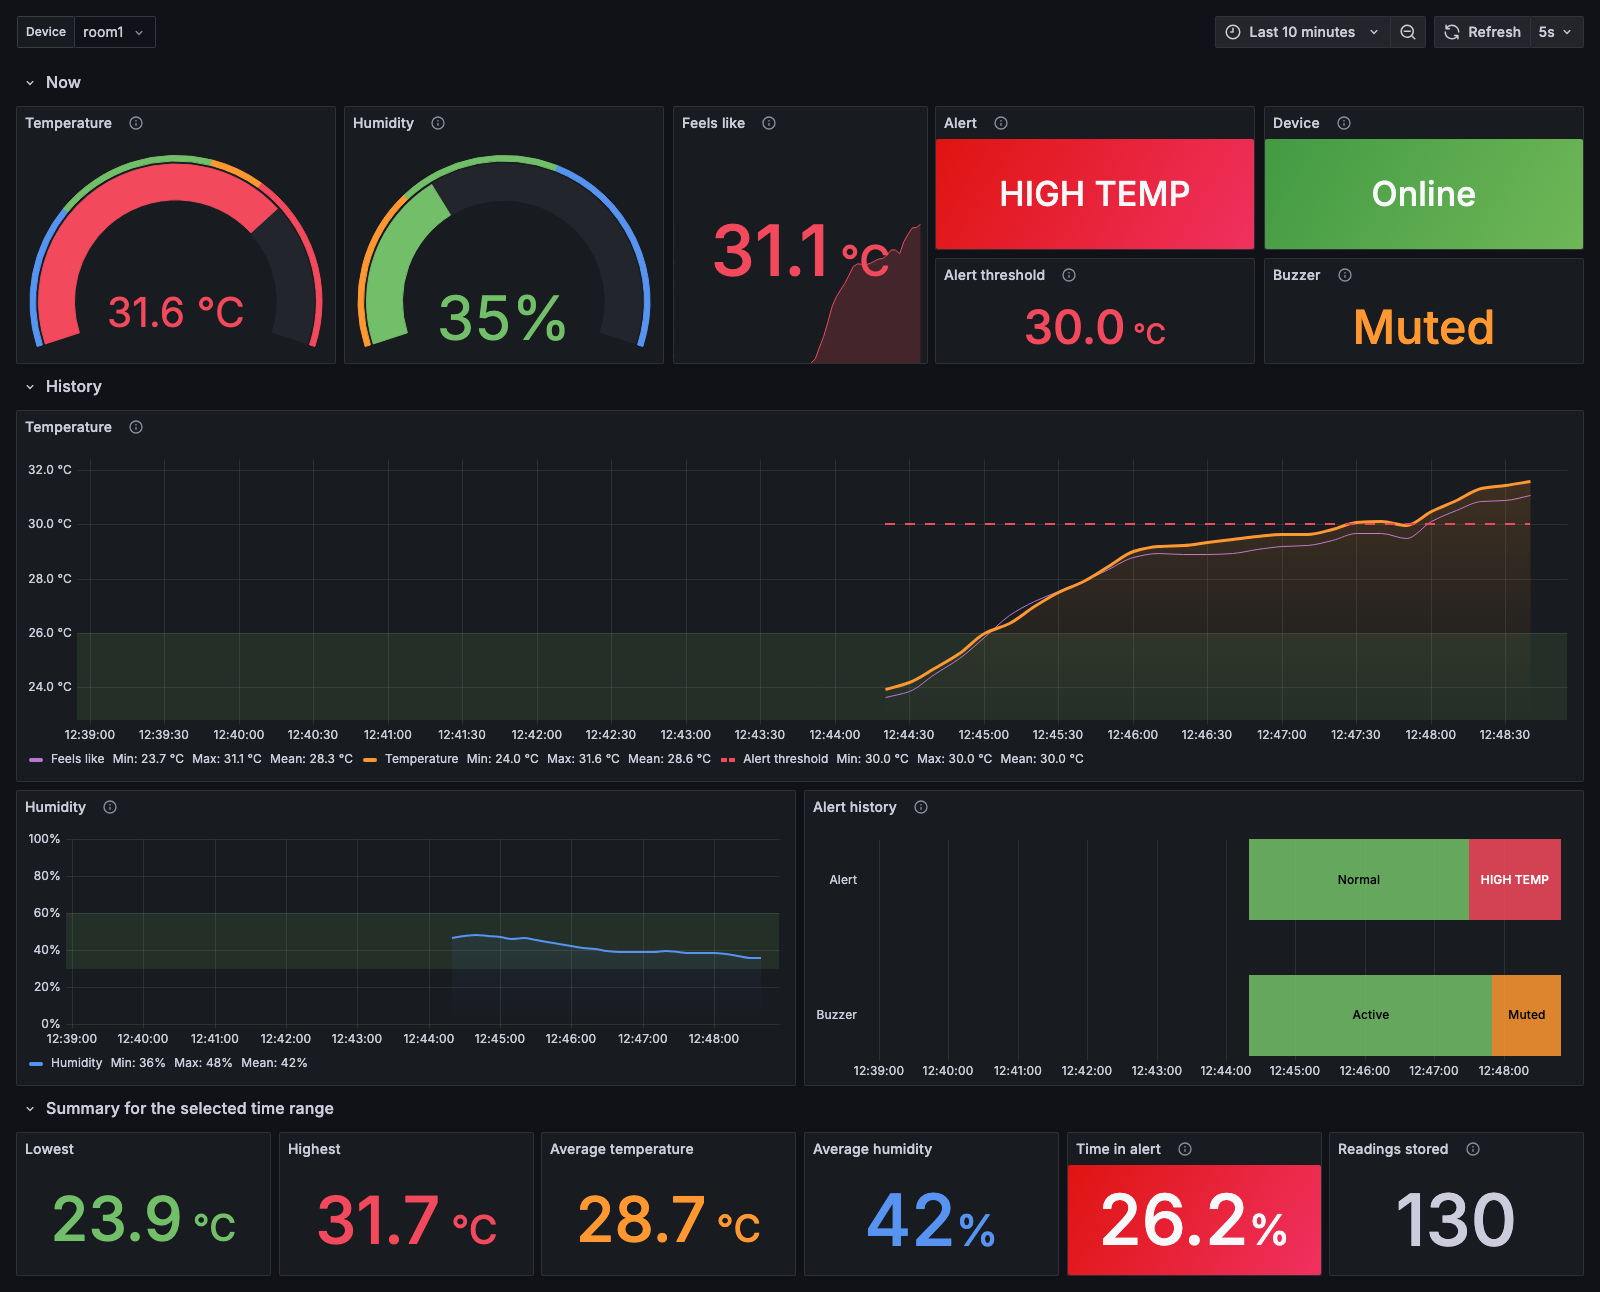 Device room1
Last 10 minutes
Refresh 5s
Now
Temperature
31.6 °C
Humidity
35%
Feels like
31.1 °C
Alert
HIGH TEMP
Device
Online
Alert threshold
30.0 °C
Buzzer
Muted
History
Temperature
32.0 °C
30.0 °C
28.0 °C
26.0 °C
24.0 °C
12:39:00 12:39:30 12:40:00 12:40:30 12:41:00 12:41:30 12:42:00 12:42:30 12:43:00 12:43:30 12:44:00 12:44:30 12:45:00 12:45:30 12:46:00 12:46:30 12:47:00 12:47:30 12:48:00 12:48:30
Feels like Min: 23.7 °C Max: 31.1 °C Mean: 28.3 °C Temperature Min: 24.0 °C Max: 31.6 °C Mean: 28.6 °C Alert threshold Min: 30.0 °C Max: 30.0 °C Mean: 30.0 °C
Humidity
100%
80%
60%
40%
20%
0%
12:39:00 12:40:00 12:41:00 12:42:00 12:43:00 12:44:00 12:45:00 12:46:00 12:47:00 12:48:00
Humidity Min: 36% Max: 48% Mean: 42%
Alert history
Alert Normal HIGH TEMP
Buzzer Active Muted
12:39:00 12:40:00 12:41:00 12:42:00 12:43:00 12:44:00 12:45:00 12:46:00 12:47:00 12:48:00
Summary for the selected time range
Lowest
23.9 °C
Highest
31.7 °C
Average temperature
28.7 °C
Average humidity
42%
Time in alert
26.2%
Readings stored
130